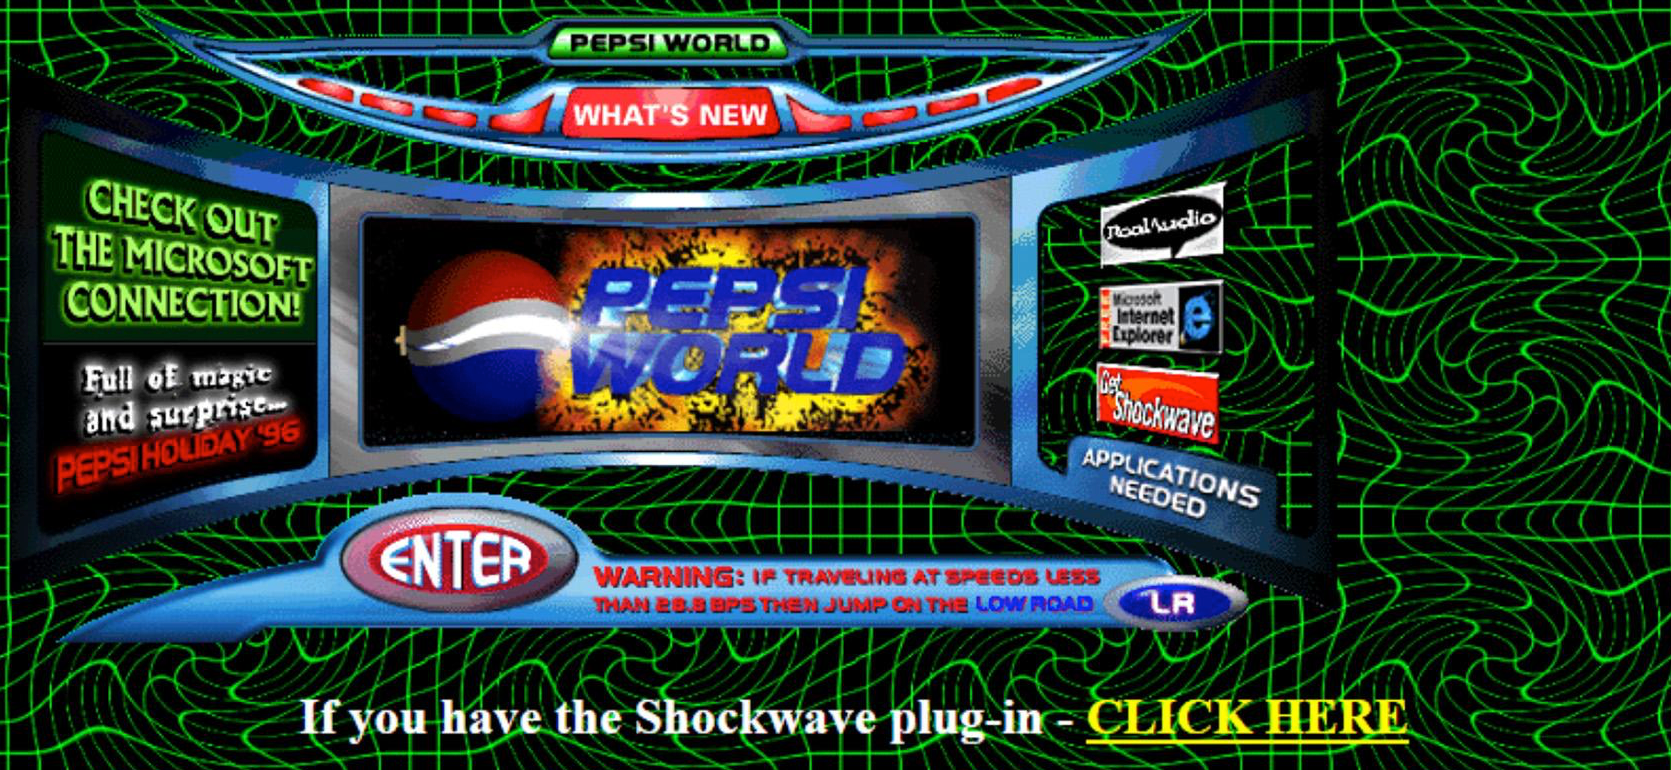 PEPSI WORLD
WHAT'S NEW
CHECK OUT
THE MICROSOFT
CONNECTION!
Full of magic
and surprise...
PEPSI HOLIDAY '96
PEPSI
WORLD
RealAudio
FREE
Microsoft
Internet
Explorer
Get
Shockwave
APPLICATIONS
NEEDED
ENTER
WARNING: IF TRAVELING AT SPEEDS LESS
THAN 28.8 BPS THEN JUMP ON THE LOW ROAD
LR
If you have the Shockwave plug-in - CLICK HERE